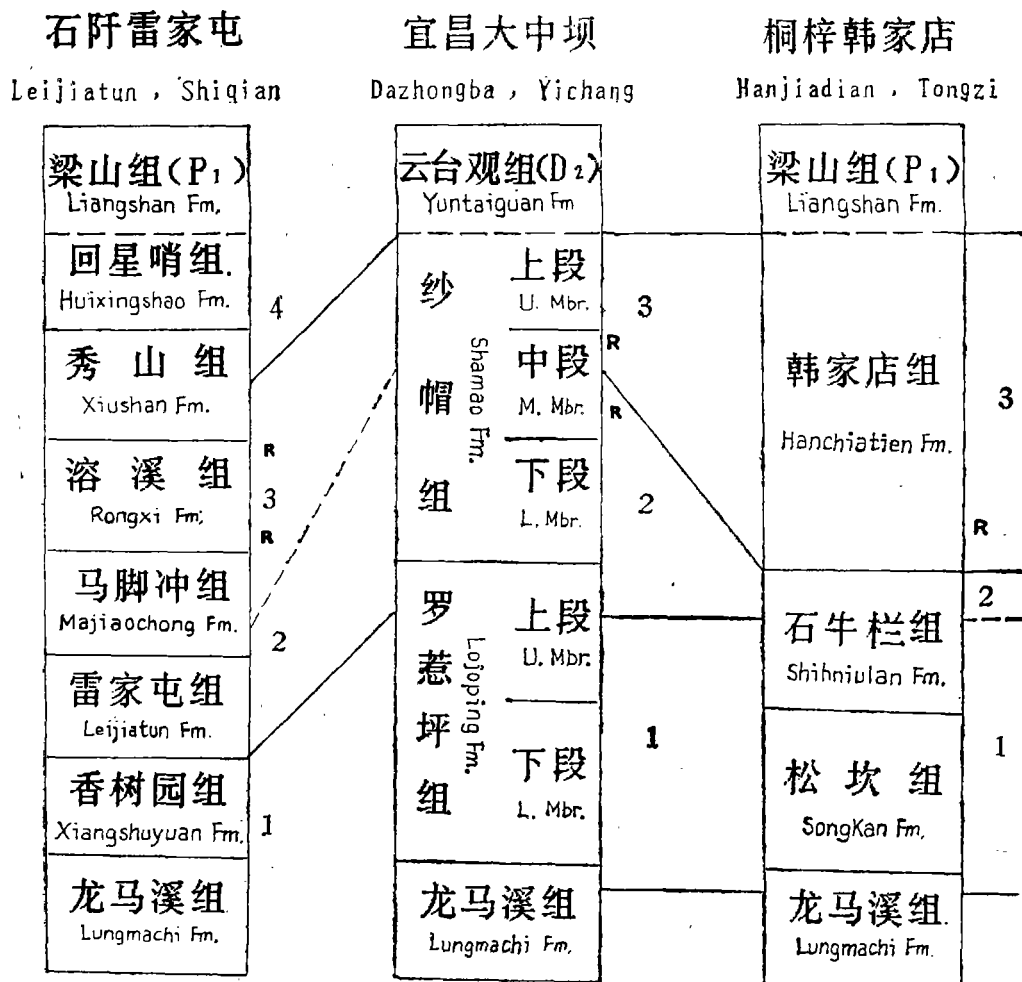 石阡雷家屯
Leijiatun, Shiqian
梁山组(P₁)
Liangshan Fm.
回星哨组.
Huixingshao Fm.
4
秀山组
Xiushan Fm.
R
溶溪组
3
Rongxi Fm;
R
马脚冲组
Majiaochong Fm.
2
雷家屯组
Leijiatun Fm.
香树园组
Xiangshuyuan Fm.
1
龙马溪组
Lungmachi Fm.
宜昌大中坝
Dazhongba, Yichang
云台观组(D₂)
Yuntaiguan Fm
纱帽组
Shamao Fm.
上段
U. Mbr.
3
R
中段
M. Mbr.
R
下段
L. Mbr.
2
罗惹坪组
Lojoping Fm.
上段
U. Mbr.
1
下段
L. Mbr.
龙马溪组
Lungmachi Fm.
桐梓韩家店
Hanjiadian, Tongzi
梁山组(P₁)
Liangshan Fm.
韩家店组
Hanchiatien Fm.
3
R
2
石牛栏组
Shihniulan Fm.
1
松坎组
SongKan Fm.
龙马溪组.
Lungmachi Fm.